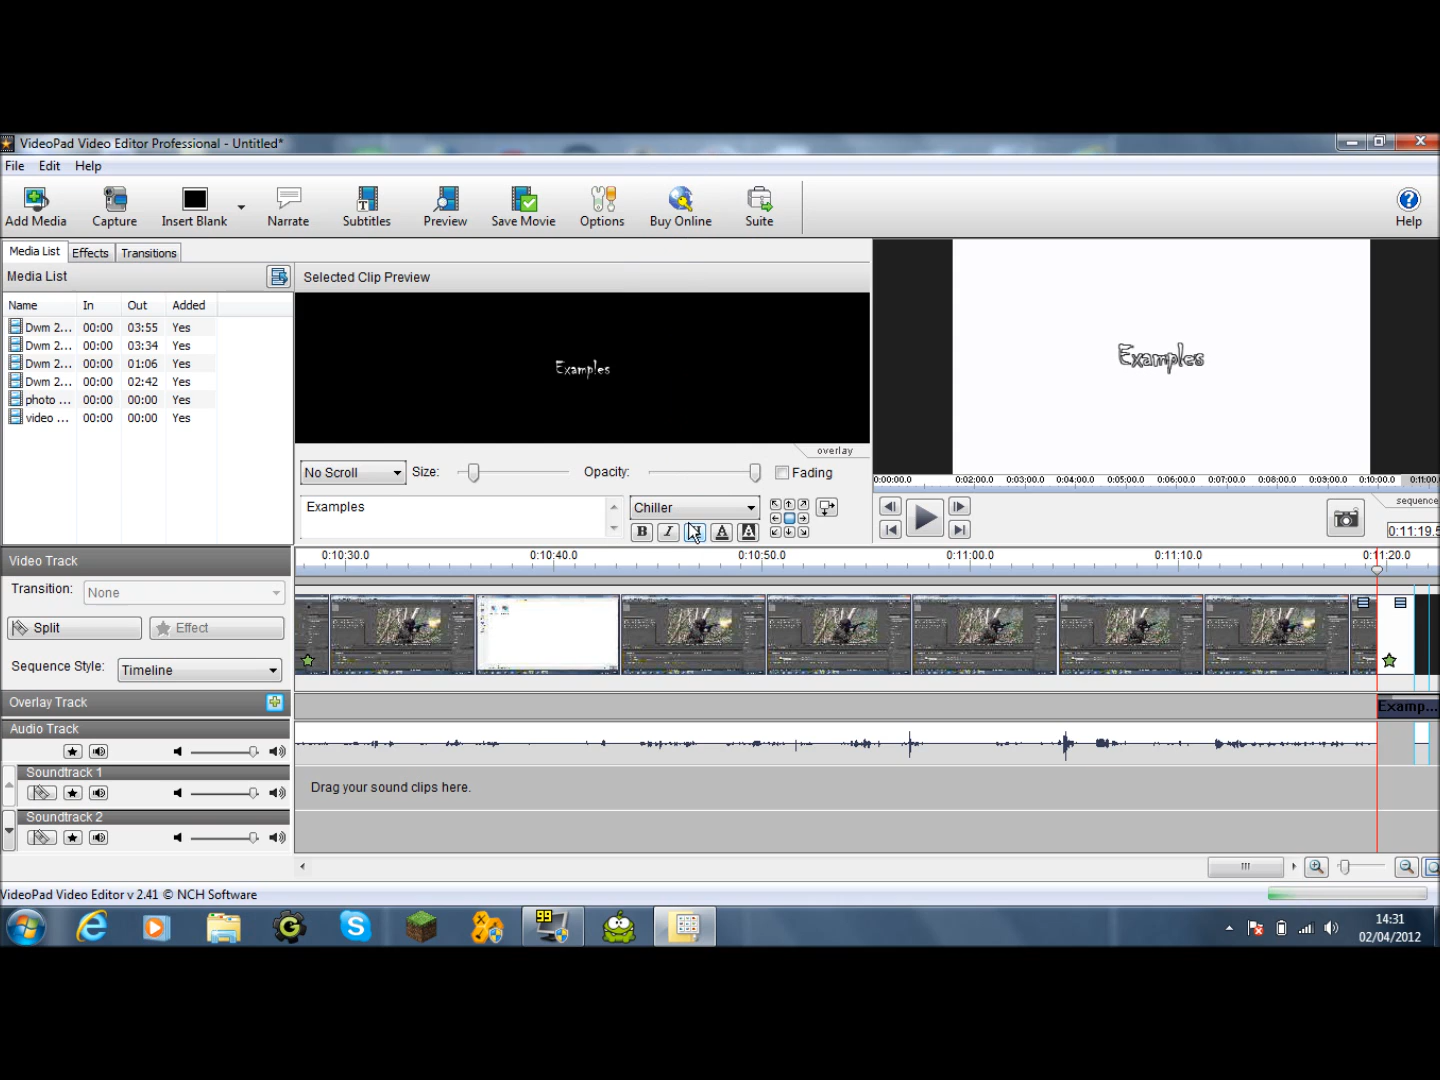 VideoPad Video Editor Professional - Untitled*
File Edit Help
Add Media Capture Insert Blank Narrate Subtitles Preview Save Movie Options Buy Online Suite Help
Media List Effects Transitions
Media List
Selected Clip Preview
Name In Out Added
Dwm 2... 00:00 03:55 Yes
Dwm 2... 00:00 03:34 Yes
Dwm 2... 00:00 01:06 Yes
Dwm 2... 00:00 02:42 Yes
photo ... 00:00 00:00 Yes
video ... 00:00 00:00 Yes
Examples
Examples
overlay
No Scroll Size: Opacity: Fading
Examples
Chiller
B I A A
0:00:00.0 0:02:00.0 0:03:00.0 0:04:00.0 0:05:00.0 0:06:00.0 0:07:00.0 0:08:00.0 0:09:00.0 0:10:00.0 0:11:00.
sequence
0:11:19.5
Video Track
0:10:30.0 0:10:40.0 0:10:50.0 0:11:00.0 0:11:10.0 0:11:20.0
Transition: None
Split Effect
Sequence Style: Timeline
Overlay Track
Examp...
Audio Track
Soundtrack 1
Drag your sound clips here.
Soundtrack 2
VideoPad Video Editor v 2.41 © NCH Software
99
14:31
02/04/2012